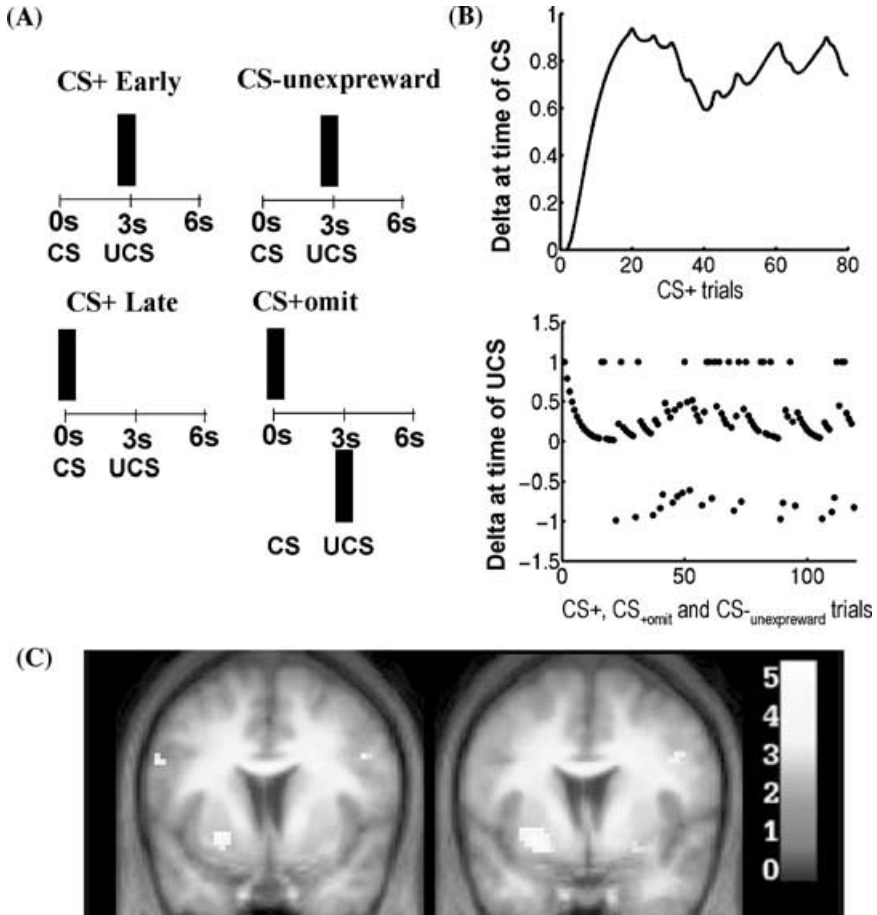 (A)
CS+ Early
CS-unexpreward
0s 3s 6s
CS UCS
0s 3s 6s
CS UCS
CS+ Late
CS+omit
0s 3s 6s
CS UCS
0s 3s 6s
CS UCS
(B)
Delta at time of CS
1
0.8
0.6
0.4
0.2
0
0 20 40 60 80
CS+ trials
Delta at time of UCS
1.5
1
0.5
0
−0.5
−1
−1.5
0 50 100
CS+, CS+omit and CS-unexpreward trials
(C)
5
4
3
2
1
0